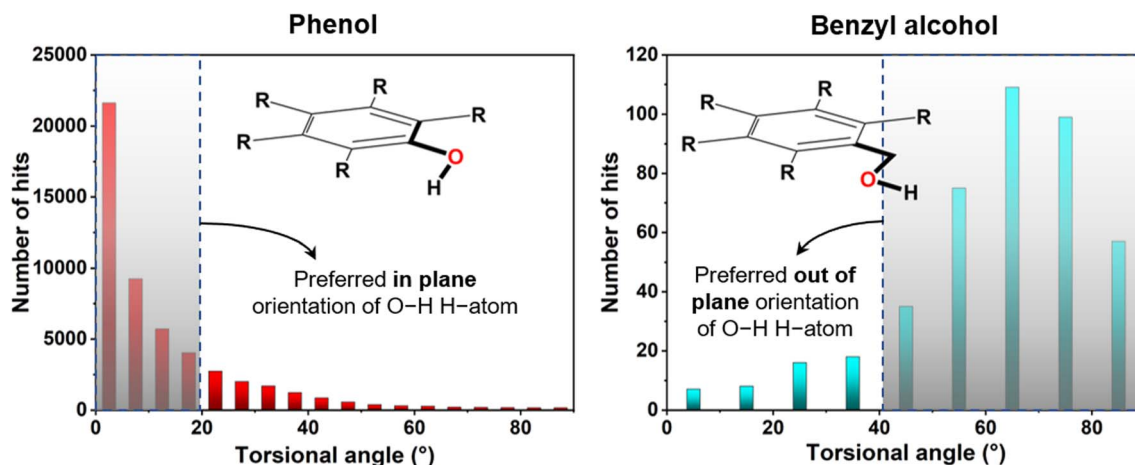 Phenol
Number of hits
25000
20000
15000
10000
5000
0
0
20
40
60
80
Torsional angle (°)
R
R
R
R
R
O
H
Preferred in plane
orientation of O−H H−atom
Benzyl alcohol
Number of hits
120
100
80
60
40
20
0
0
20
40
60
80
Torsional angle (°)
R
R
R
R
R
O
H
Preferred out of
plane orientation
of O−H H−atom